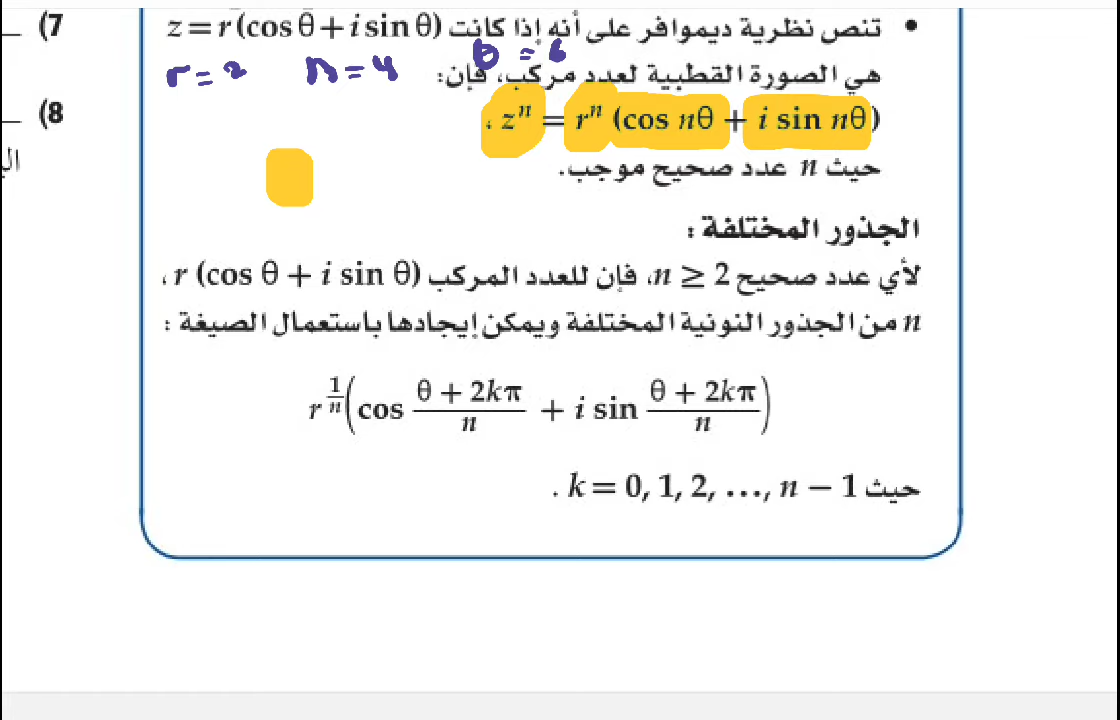 (7
• تنص نظرية ديموافر على أنه إذا كانت z = r (cos θ + i sin θ)
r = 2 n = 4 θ = 6
هي الصورة القطبية لعدد مركب، فإن:
(8
zⁿ = rⁿ (cos nθ + i sin nθ) ،
حيث n عدد صحيح موجب.
الجذور المختلفة :
لأي عدد صحيح n ≥ 2، فإن للعدد المركب r (cos θ + i sin θ)،
n من الجذور النونية المختلفة ويمكن إيجادها باستعمال الصيغة :
r^(1/n) (cos (θ + 2kπ)/n + i sin (θ + 2kπ)/n)
حيث k = 0, 1, 2, …, n − 1 .